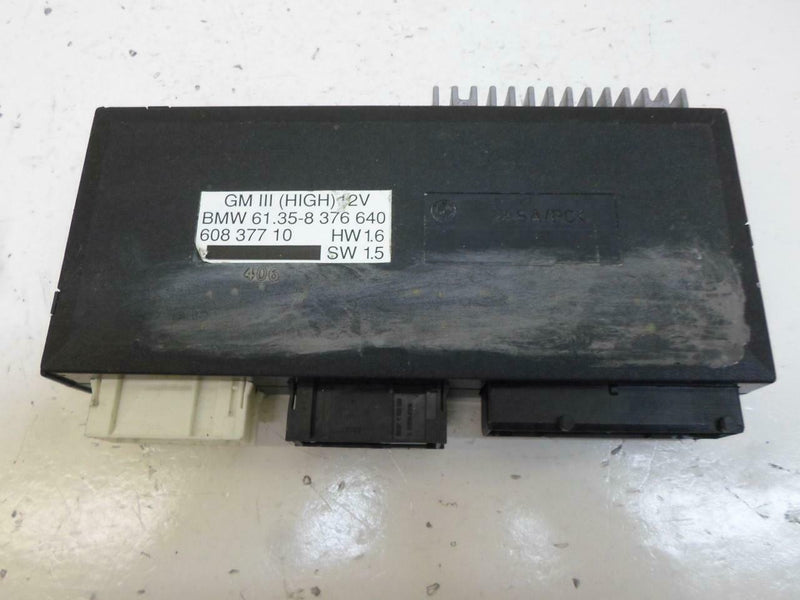 GM III (HIGH) 12V
BMW 61.35-8 376 640
608 377 10 HW 1.6
SW 1.5
406